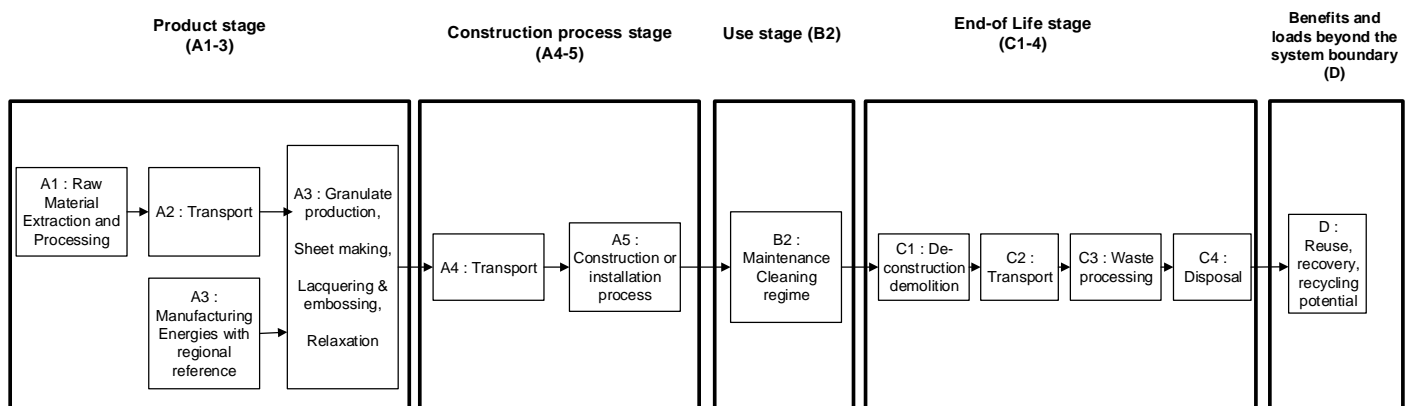 Product stage
(A1-3)
Construction process stage
(A4-5)
Use stage (B2)
End-of Life stage
(C1-4)
Benefits and
loads beyond the
system boundary
(D)
A1 : Raw
Material
Extraction and
Processing
A2 : Transport
A3 :
Manufacturing
Energies with
regional
reference
A3 : Granulate
production,
Sheet making,
Lacquering &
embossing,
Relaxation
A4 : Transport
A5 :
Construction or
installation
process
B2 :
Maintenance
Cleaning
regime
C1 : De-
construction
demolition
C2 :
Transport
C3 : Waste
processing
C4 :
Disposal
D :
Reuse,
recovery,
recycling
potential